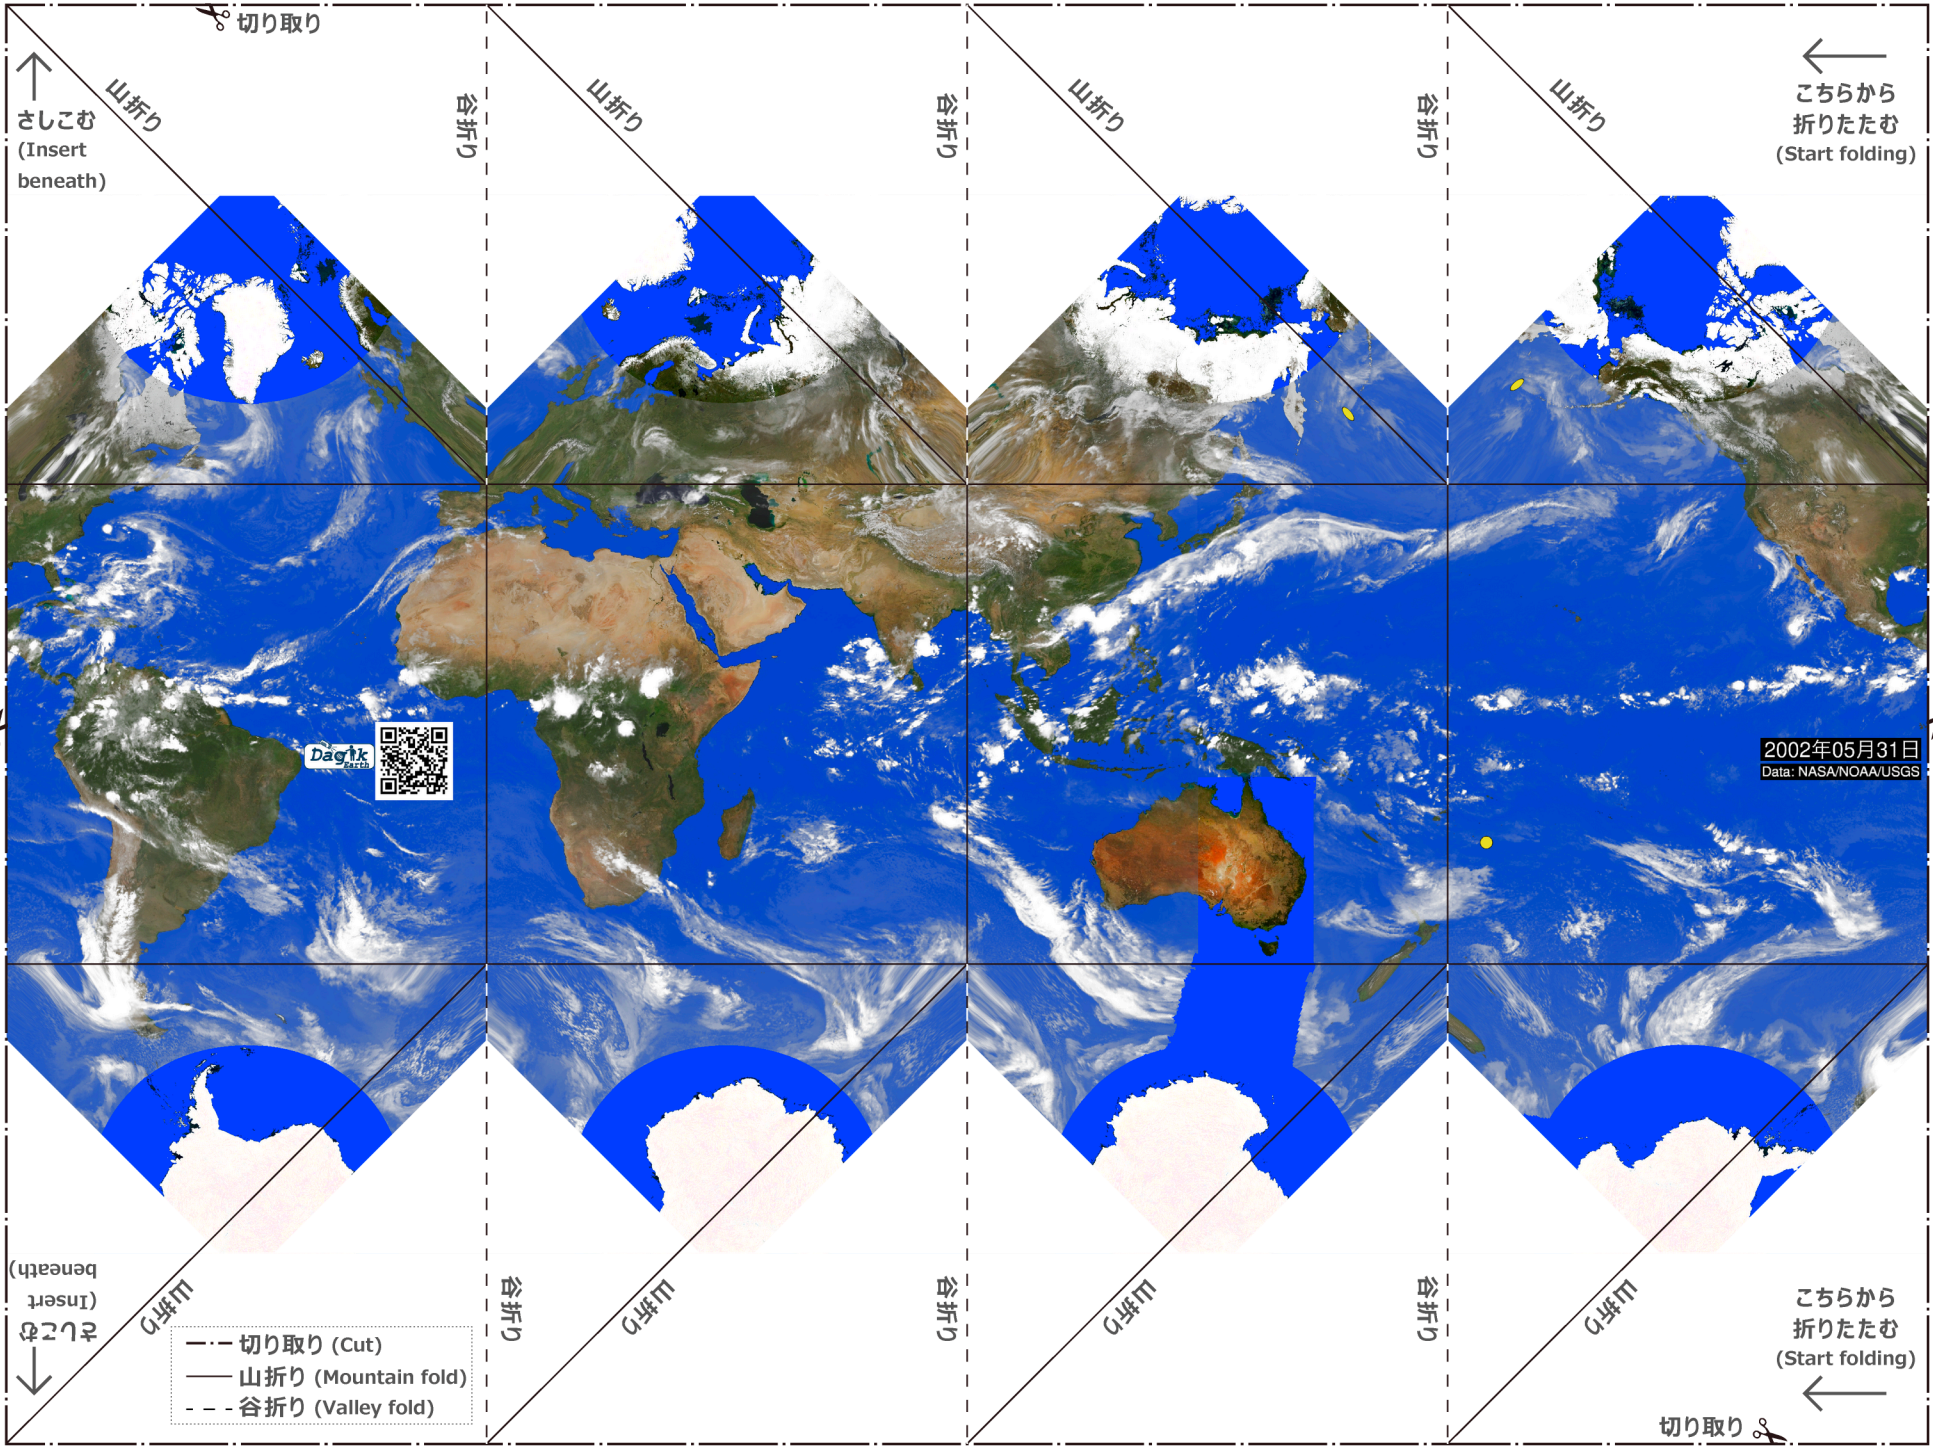 切り取り
山折り
谷折り
山折り
谷折り
山折り
谷折り
山折り
さしこむ
(Insert
beneath)
こちらから
折りたたむ
(Start folding)
Dagik
Earth
2002年05月31日
Data: NASA/NOAA/USGS
さしこむ
(Insert
beneath)
山折り
谷折り
山折り
谷折り
山折り
谷折り
山折り
こちらから
折りたたむ
(Start folding)
切り取り (Cut)
山折り (Mountain fold)
谷折り (Valley fold)
切り取り